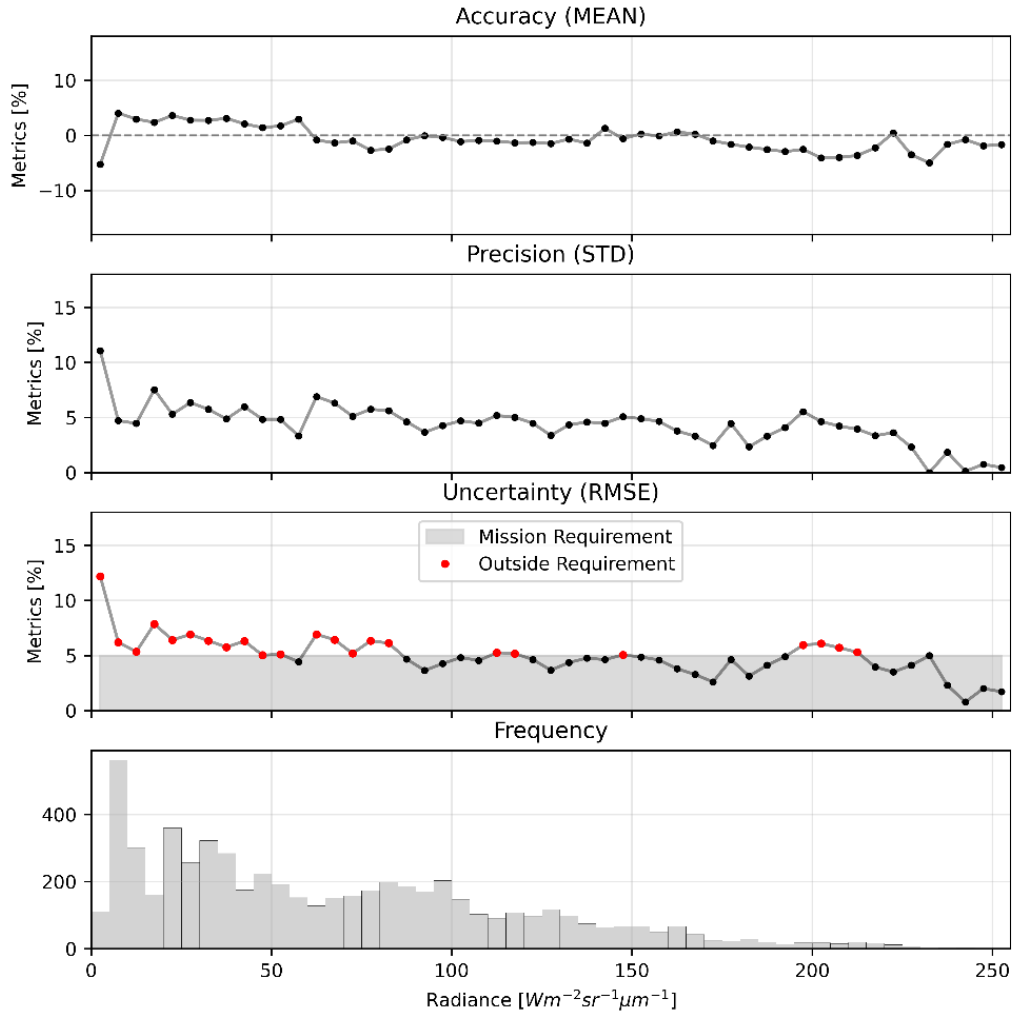 Accuracy (MEAN)
Metrics [%]
10
0
−10
Precision (STD)
Metrics [%]
15
10
5
0
Uncertainty (RMSE)
Metrics [%]
15
10
5
0
Mission Requirement
Outside Requirement
Frequency
400
200
0
0 50 100 150 200 250
Radiance [Wm⁻²sr⁻¹μm⁻¹]